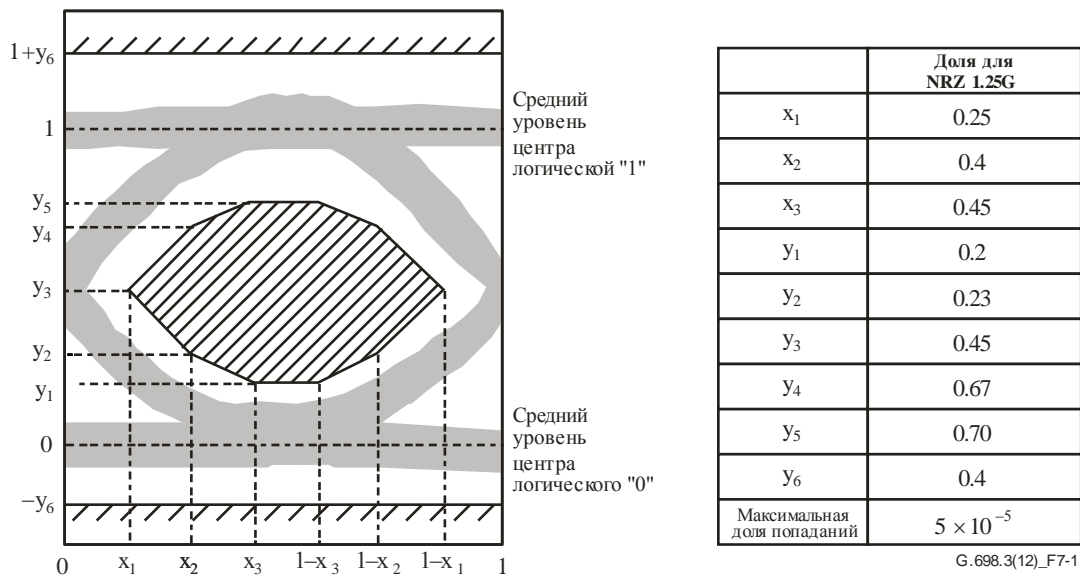 1+y6
1
y5
y4
y3
y2
y1
0
–y6
0
x1
x2
x3
1–x3
1–x2
1–x1
1
Средний
уровень
центра
логической "1"
Средний
уровень
центра
логического "0"
Доля для
NRZ 1.25G
x1 0.25
x2 0.4
x3 0.45
y1 0.2
y2 0.23
y3 0.45
y4 0.67
y5 0.70
y6 0.4
Максимальная
доля попаданий
5 × 10–5
G.698.3(12)_F7-1